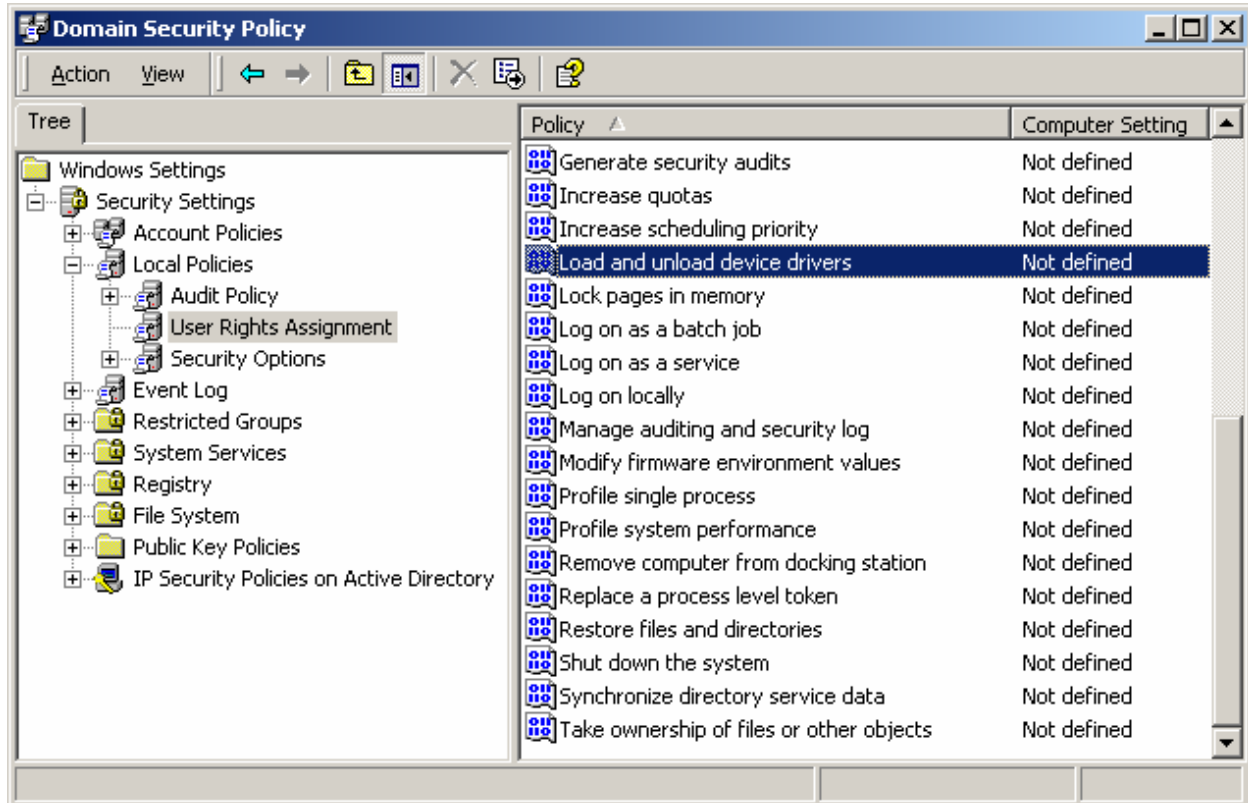 Domain Security Policy
Action View
Tree
Windows Settings
Security Settings
Account Policies
Local Policies
Audit Policy
User Rights Assignment
Security Options
Event Log
Restricted Groups
System Services
Registry
File System
Public Key Policies
IP Security Policies on Active Directory
Policy Computer Setting
Generate security audits Not defined
Increase quotas Not defined
Increase scheduling priority Not defined
Load and unload device drivers Not defined
Lock pages in memory Not defined
Log on as a batch job Not defined
Log on as a service Not defined
Log on locally Not defined
Manage auditing and security log Not defined
Modify firmware environment values Not defined
Profile single process Not defined
Profile system performance Not defined
Remove computer from docking station Not defined
Replace a process level token Not defined
Restore files and directories Not defined
Shut down the system Not defined
Synchronize directory service data Not defined
Take ownership of files or other objects Not defined